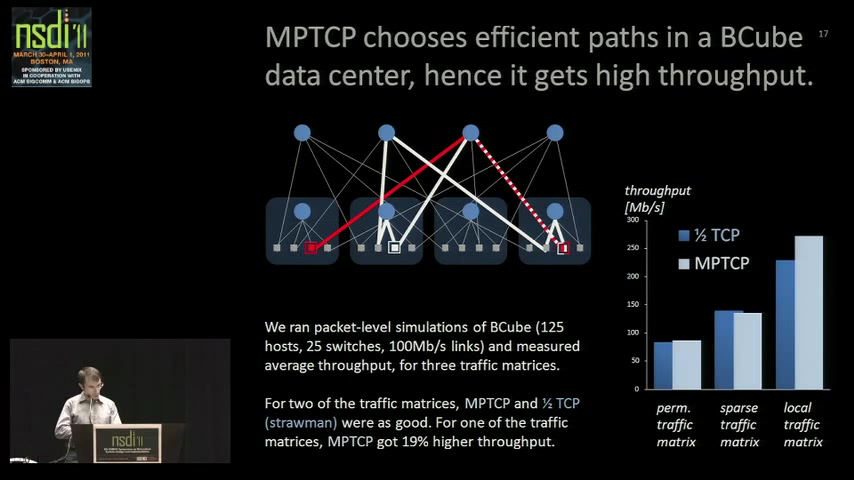 nsdi '11
MARCH 30–APRIL 1, 2011
BOSTON, MA
SPONSORED BY USENIX
IN COOPERATION WITH
ACM SIGCOMM & ACM SIGOPS
MPTCP chooses efficient paths in a BCube
data center, hence it gets high throughput.
17
throughput
[Mb/s]
300
250
200
150
100
50
0
½ TCP
MPTCP
perm.
traffic
matrix
sparse
traffic
matrix
local
traffic
matrix
We ran packet-level simulations of BCube (125
hosts, 25 switches, 100Mb/s links) and measured
average throughput, for three traffic matrices.
For two of the traffic matrices, MPTCP and ½ TCP
(strawman) were as good. For one of the traffic
matrices, MPTCP got 19% higher throughput.
nsdi'11